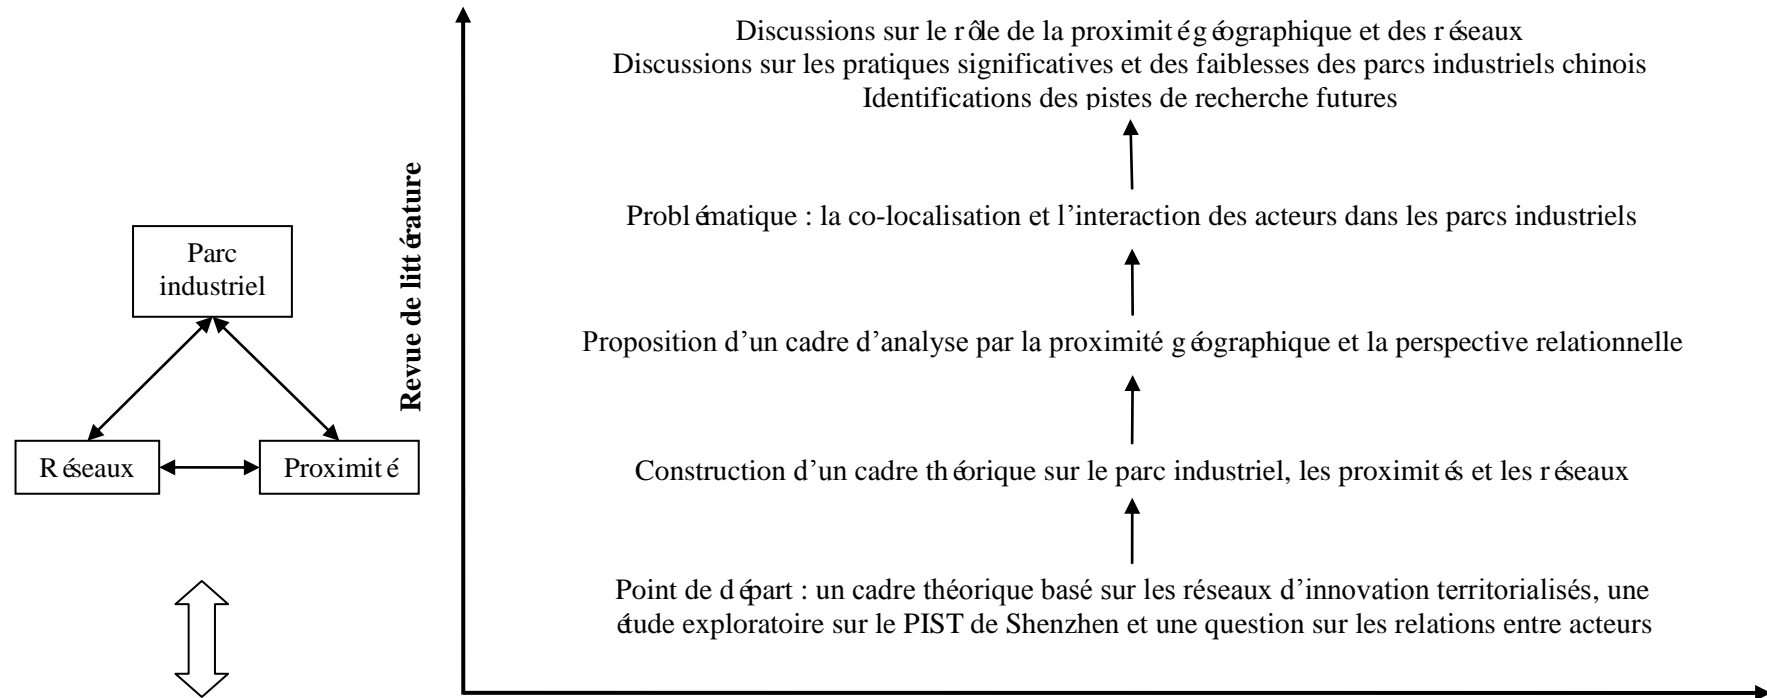 Discussions sur le rôle de la proximité géographique et des réseaux
Discussions sur les pratiques significatives et des faiblesses des parcs industriels chinois
Identifications des pistes de recherche futures
Revue de littérature
Problématique : la co-localisation et l’interaction des acteurs dans les parcs industriels
Parc
industriel
Proposition d’un cadre d’analyse par la proximité géographique et la perspective relationnelle
Réseaux
Proximité
Construction d’un cadre théorique sur le parc industriel, les proximités et les réseaux
Point de départ : un cadre théorique basé sur les réseaux d’innovation territorialisés, une
étude exploratoire sur le PIST de Shenzhen et une question sur les relations entre acteurs